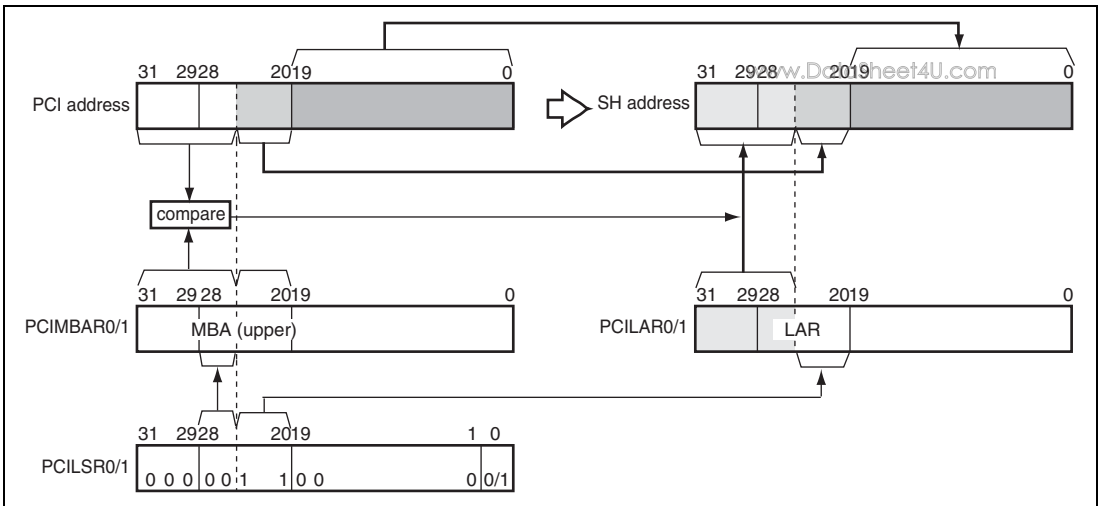 31 2928 2019 0
PCI address
31 2928 2019 0
SH address
www.DataSheet4U.com
compare
31 29 28 2019 0
PCIMBAR0/1
MBA (upper)
31 2928 2019 0
PCILAR0/1
LAR
31 2928 2019 1 0
PCILSR0/1
0 0 0 0 0 1 1 0 0 0 0/1